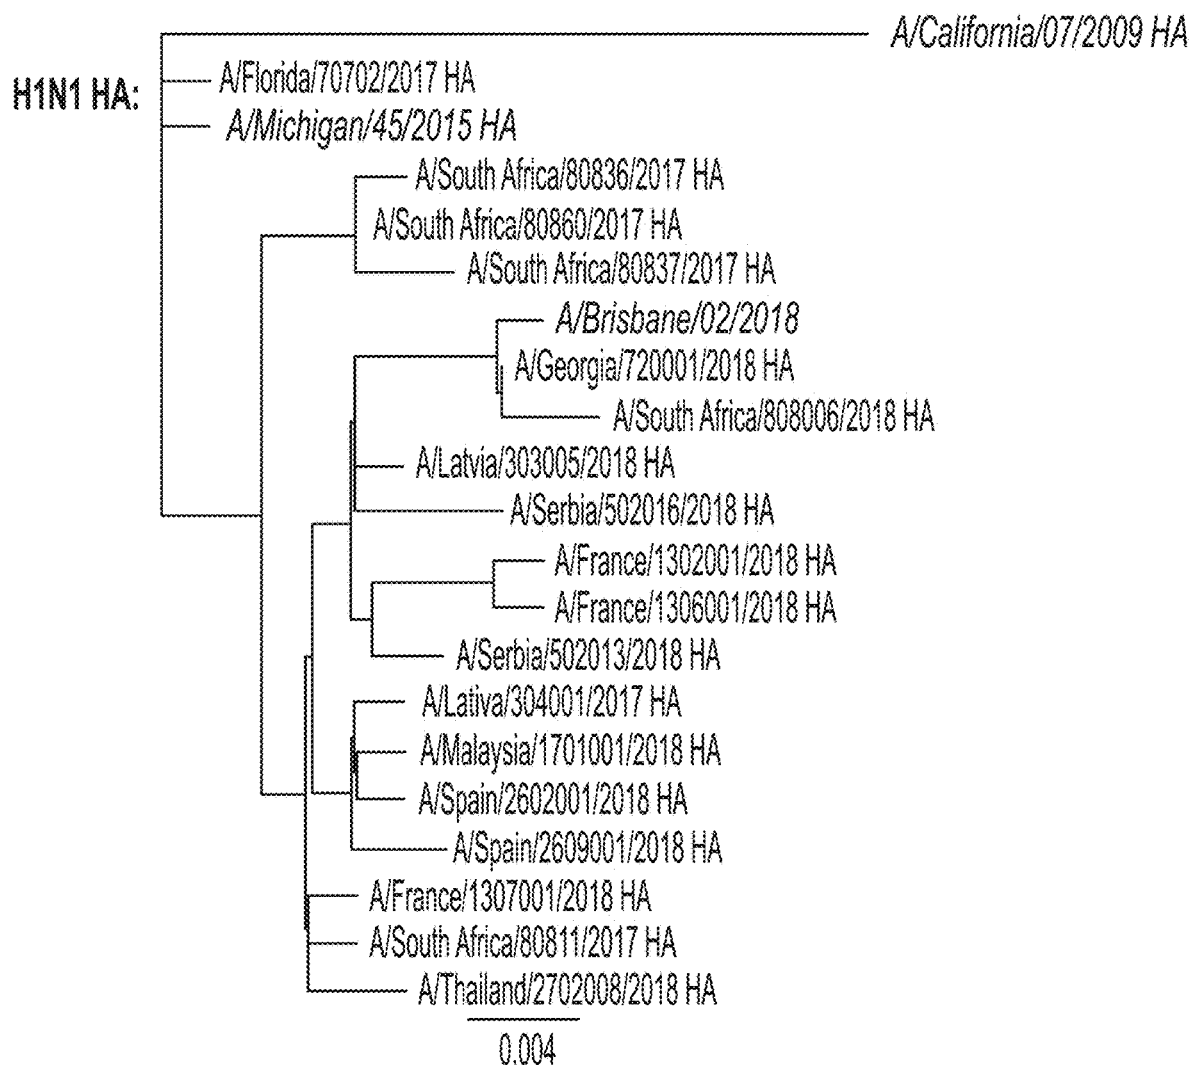 A/California/07/2009 HA
A/Florida/70702/2017 HA
H1N1 HA:
A/Michigan/45/2015 HA
A/South Africa/80836/2017 HA
A/South Africa/80860/2017 HA
A/South Africa/80837/2017 HA
A/Brisbane/02/2018
A/Georgia/720001/2018 HA
A/South Africa/808006/2018 HA
A/Latvia/303005/2018 HA
A/Serbia/502016/2018 HA
A/France/1302001/2018 HA
A/France/1306001/2018 HA
A/Serbia/502013/2018 HA
A/Lativa/304001/2017 HA
A/Malaysia/1701001/2018 HA
A/Spain/2602001/2018 HA
A/Spain/2609001/2018 HA
A/France/1307001/2018 HA
A/South Africa/80811/2017 HA
A/Thailand/2702008/2018 HA
0.004